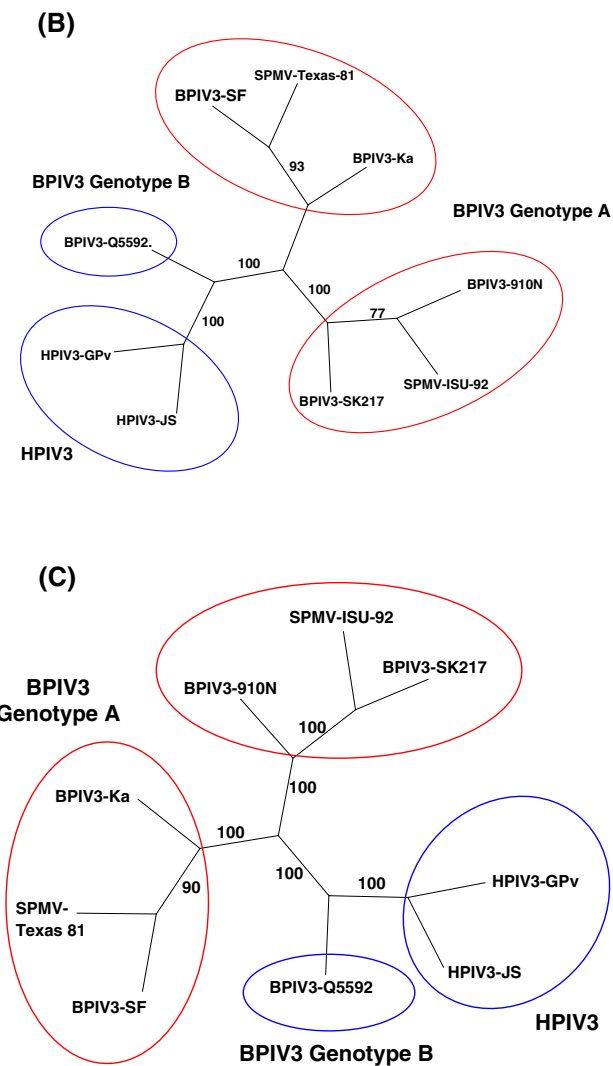 (B)
SPMV-Texas-81
BPIV3-SF
93
BPIV3-Ka
BPIV3 Genotype B
BPIV3 Genotype A
BPIV3-Q5592.
100
100
BPIV3-910N
100
77
HPIV3-GPv
SPMV-ISU-92
BPIV3-SK217
HPIV3-JS
HPIV3
(C)
SPMV-ISU-92
BPIV3-SK217
BPIV3
Genotype A
BPIV3-910N
100
100
BPIV3-Ka
100
100
100
90
HPIV3-GPv
SPMV-
Texas 81
HPIV3-JS
BPIV3-Q5592
BPIV3-SF
HPIV3
BPIV3 Genotype B